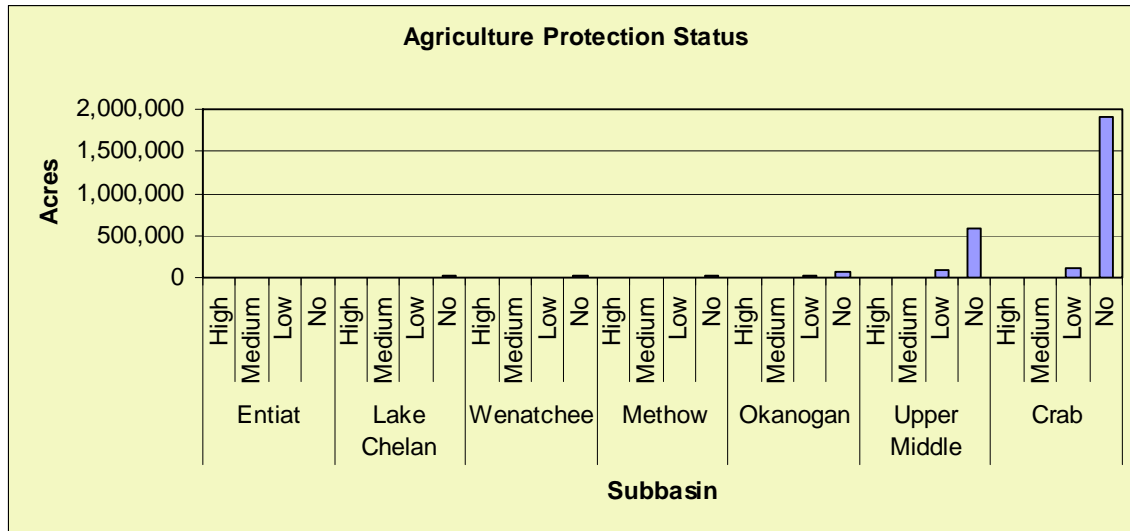 Agriculture Protection Status
Acres
2,000,000
1,500,000
1,000,000
500,000
0
High Medium Low No High Medium Low No High Medium Low No High Medium Low No High Medium Low No High Medium Low No High Medium Low No
Entiat Lake Wenatchee Methow Okanogan Upper Crab
Chelan Middle
Subbasin